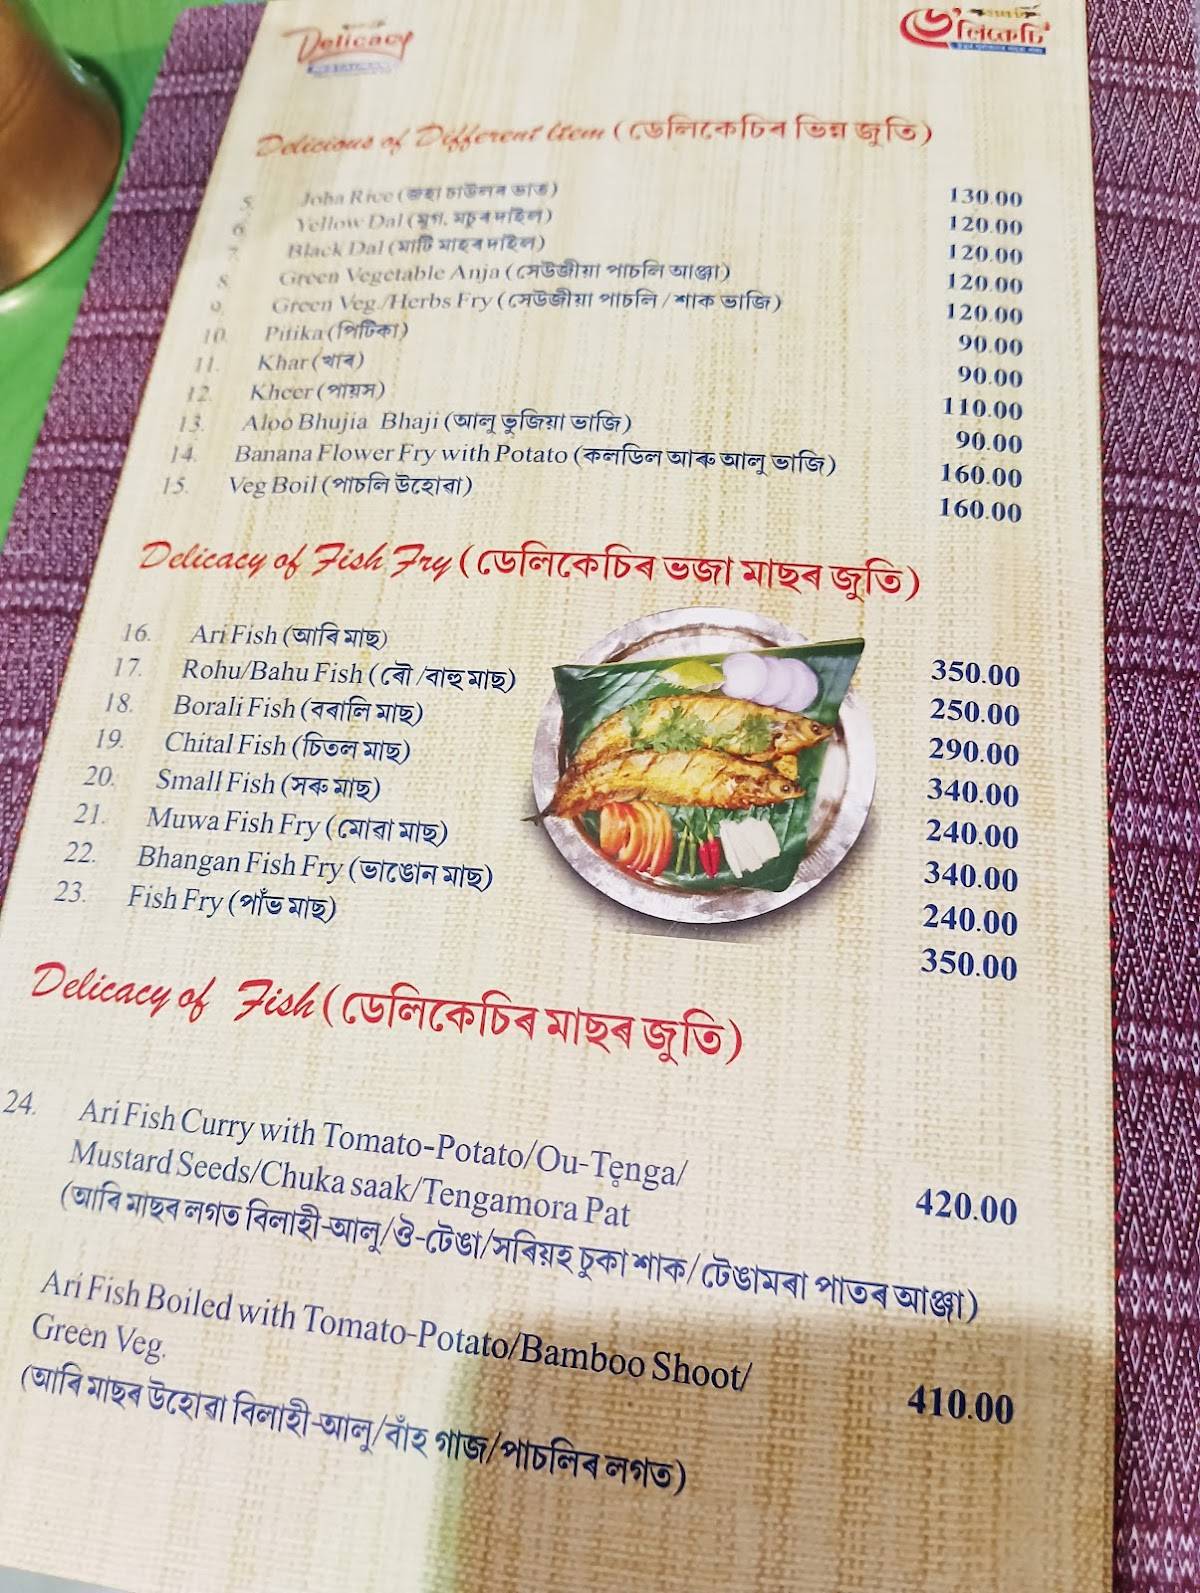 Delicacy
ডে'লিকেচি
Delicious of Different Item (ডেলিকেচিৰ ভিন্ন জুতি)
5. Joha Rice (জহা চাউলৰ ভাত) 130.00
6. Yellow Dal (মুগ, মচুৰ দাইল) 120.00
7. Black Dal (মাটি মাহৰ দাইল) 120.00
8. Green Vegetable Anja (সেউজীয়া পাচলি আঞ্জা) 120.00
9. Green Veg./Herbs Fry (সেউজীয়া পাচলি / শাক ভাজি) 120.00
10. Pitika (পিটিকা) 90.00
11. Khar (খাৰ) 90.00
12. Kheer (পায়স) 110.00
13. Aloo Bhujia Bhaji (আলু ভুজিয়া ভাজি) 90.00
14. Banana Flower Fry with Potato (কলডিল আৰু আলু ভাজি) 160.00
15. Veg Boil (পাচলি উহোৱা) 160.00
Delicacy of Fish Fry (ডেলিকেচিৰ ভজা মাছৰ জুতি)
16. Ari Fish (আৰি মাছ) 350.00
17. Rohu/Bahu Fish (ৰৌ /বাহু মাছ) 250.00
18. Borali Fish (বৰালি মাছ) 290.00
19. Chital Fish (চিতল মাছ) 340.00
20. Small Fish (সৰু মাছ) 240.00
21. Muwa Fish Fry (মোৱা মাছ) 340.00
22. Bhangan Fish Fry (ভাঙোন মাছ) 240.00
23. Fish Fry (পাঁভ মাছ) 350.00
Delicacy of Fish (ডেলিকেচিৰ মাছৰ জুতি)
24. Ari Fish Curry with Tomato-Potato/Ou-Tenga/
Mustard Seeds/Chuka saak/Tengamora Pat 420.00
(আৰি মাছৰ লগত বিলাহী-আলু/ঔ-টেঙা/সৰিয়হ চুকা শাক/টেঙামৰা পাতৰ আঞ্জা)
Ari Fish Boiled with Tomato-Potato/Bamboo Shoot/
Green Veg. 410.00
(আৰি মাছৰ উহোৱা বিলাহী-আলু/বাঁহ গাজ/পাচলিৰ লগত)